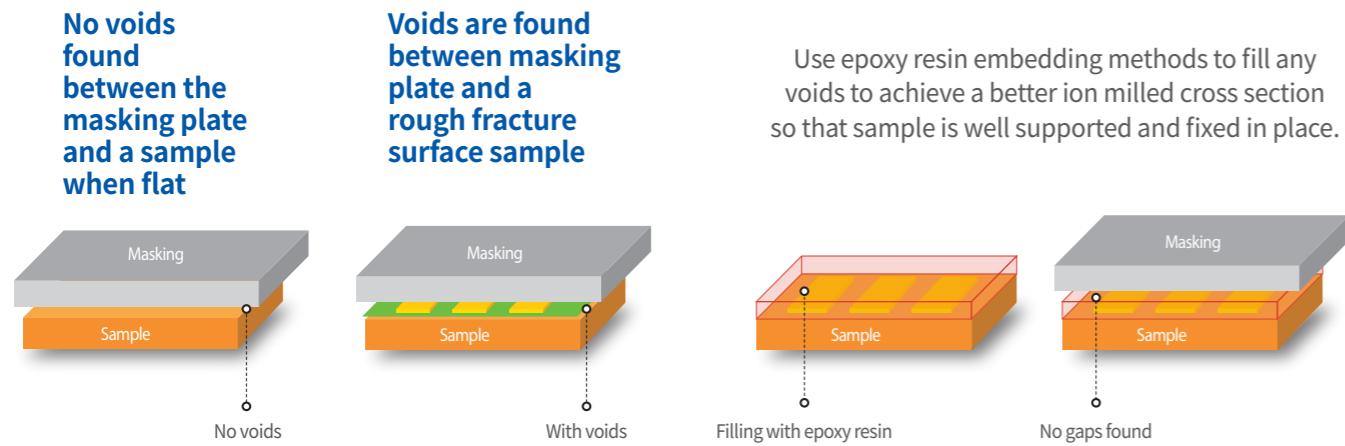 No voids
found
between the
masking plate
and a sample
when flat
Voids are found
between masking
plate and a
rough fracture
surface sample
Use epoxy resin embedding methods to fill any
voids to achieve a better ion milled cross section
so that sample is well supported and fixed in place.
Masking
Sample
No voids
Masking
Sample
With voids
Sample
Filling with epoxy resin
Masking
Sample
No gaps found